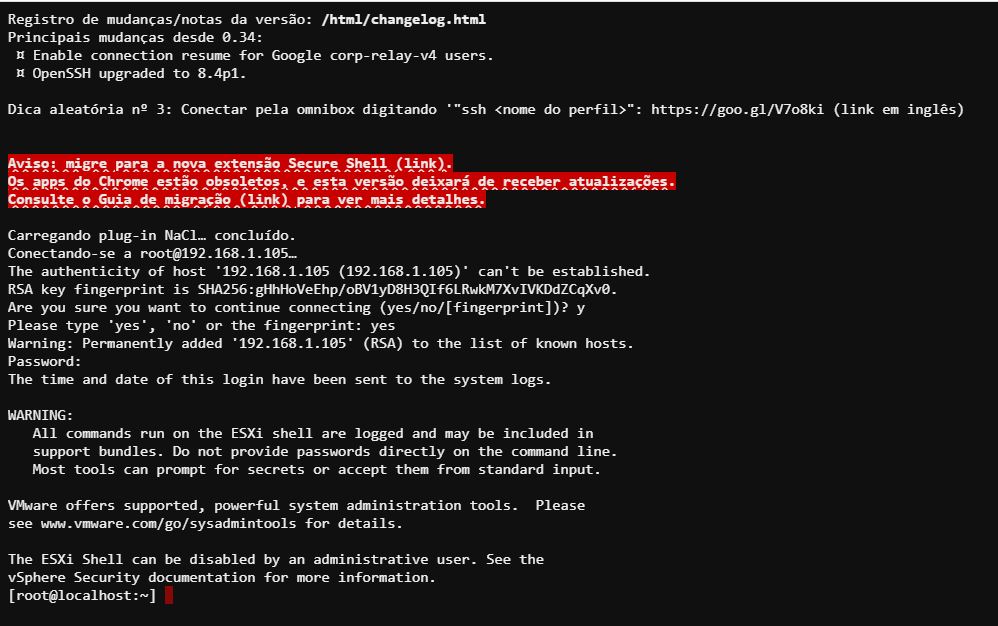 Registro de mudanças/notas da versão: /html/changelog.html
Principais mudanças desde 0.34:
¤ Enable connection resume for Google corp-relay-v4 users.
¤ OpenSSH upgraded to 8.4p1.
Dica aleatória nº 3: Conectar pela omnibox digitando '"ssh <nome do perfil>": https://goo.gl/V7o8ki (link em inglês)
Aviso: migre para a nova extensão Secure Shell (link).
Os apps do Chrome estão obsoletos, e esta versão deixará de receber atualizações.
Consulte o Guia de migração (link) para ver mais detalhes.
Carregando plug-in NaCl… concluído.
Conectando-se a root@192.168.1.105…
The authenticity of host '192.168.1.105 (192.168.1.105)' can't be established.
RSA key fingerprint is SHA256:gHhHoVeEhp/oBV1yD8H3QIf6LRwkM7XvIVKDdZCqXv0.
Are you sure you want to continue connecting (yes/no/[fingerprint])? y
Please type 'yes', 'no' or the fingerprint: yes
Warning: Permanently added '192.168.1.105' (RSA) to the list of known hosts.
Password:
The time and date of this login have been sent to the system logs.
WARNING:
All commands run on the ESXi shell are logged and may be included in
support bundles. Do not provide passwords directly on the command line.
Most tools can prompt for secrets or accept them from standard input.
VMware offers supported, powerful system administration tools.  Please
see www.vmware.com/go/sysadmintools for details.
The ESXi Shell can be disabled by an administrative user. See the
vSphere Security documentation for more information.
[root@localhost:~]